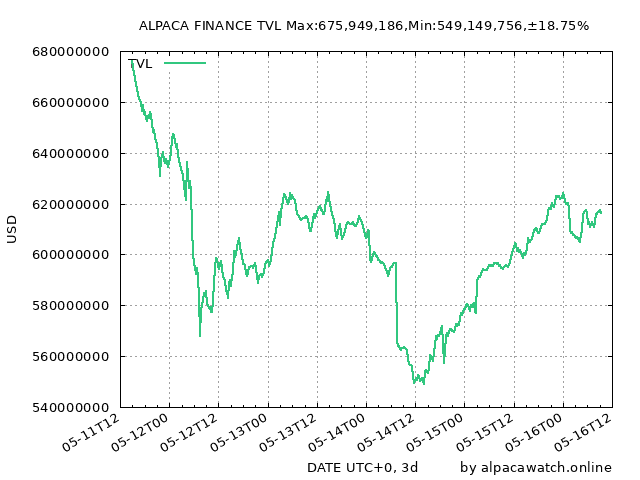 ALPACA FINANCE TVL Max:675,949,186,Min:549,149,756,±18.75%
680000000
TVL
660000000
640000000
620000000
USD
600000000
580000000
560000000
540000000
05-11T12 05-12T00 05-12T12 05-13T00 05-13T12 05-14T00 05-14T12 05-15T00 05-15T12 05-16T00 05-16T12
DATE UTC+0, 3d by alpacawatch.online